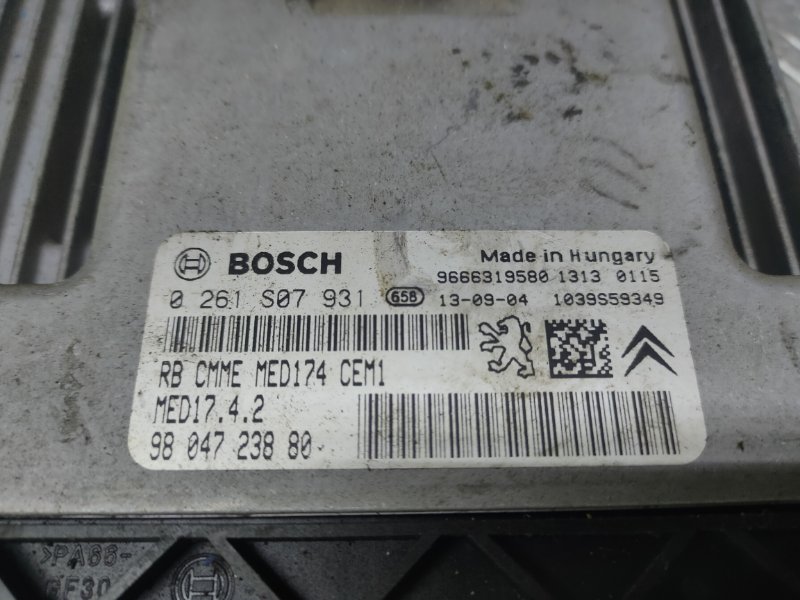 BOSCH
Made in Hungary
9666319580 1313 0115
0 261 S07 931 658 13-09-04 1039S59349
RB CMME MED174 CEM1
MED17.4.2
98 047 238 80
>PA66-
GF30